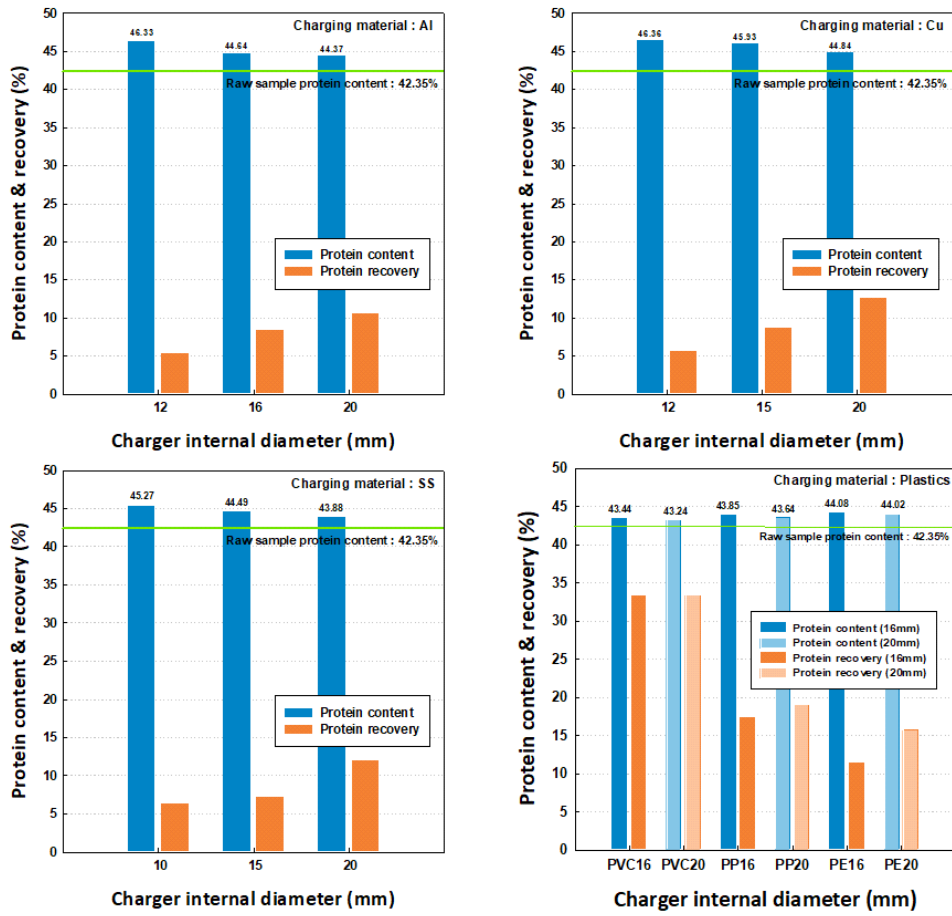 Charging material : Al
46.33
44.64
44.37
Raw sample protein content : 42.35%
Protein content
Protein recovery
Protein content & recovery (%)
50
45
40
35
30
25
20
15
10
5
0
12
16
20
Charger internal diameter (mm)
Charging material : Cu
46.36
45.93
44.84
Raw sample protein content : 42.35%
Protein content
Protein recovery
Protein content & recovery (%)
50
45
40
35
30
25
20
15
10
5
0
12
15
20
Charger internal diameter (mm)
Charging material : SS
45.27
44.49
43.88
Raw sample protein content : 42.35%
Protein content
Protein recovery
Protein content & recovery (%)
50
45
40
35
30
25
20
15
10
5
0
10
15
20
Charger internal diameter (mm)
Charging material : Plastics
43.44
43.24
43.85
43.64
44.08
44.02
Raw sample protein content : 42.35%
Protein content (16mm)
Protein content (20mm)
Protein recovery (16mm)
Protein recovery (20mm)
Protein content & recovery (%)
50
45
40
35
30
25
20
15
10
5
0
PVC16
PVC20
PP16
PP20
PE16
PE20
Charger internal diameter (mm)